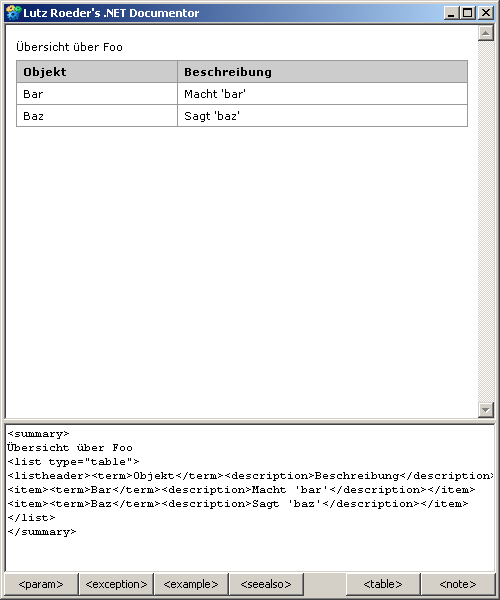 Lutz Roeder's .NET Documentor
Übersicht über Foo
Objekt Beschreibung
Bar Macht 'bar'
Baz Sagt 'baz'
<summary>
Übersicht über Foo
<list type="table">
<listheader><term>Objekt</term><description>Beschreibung</description>
<item><term>Bar</term><description>Macht 'bar'</description></item>
<item><term>Baz</term><description>Sagt 'baz'</description></item>
</list>
</summary>
<param> <exception> <example> <seealso> <table> <note>